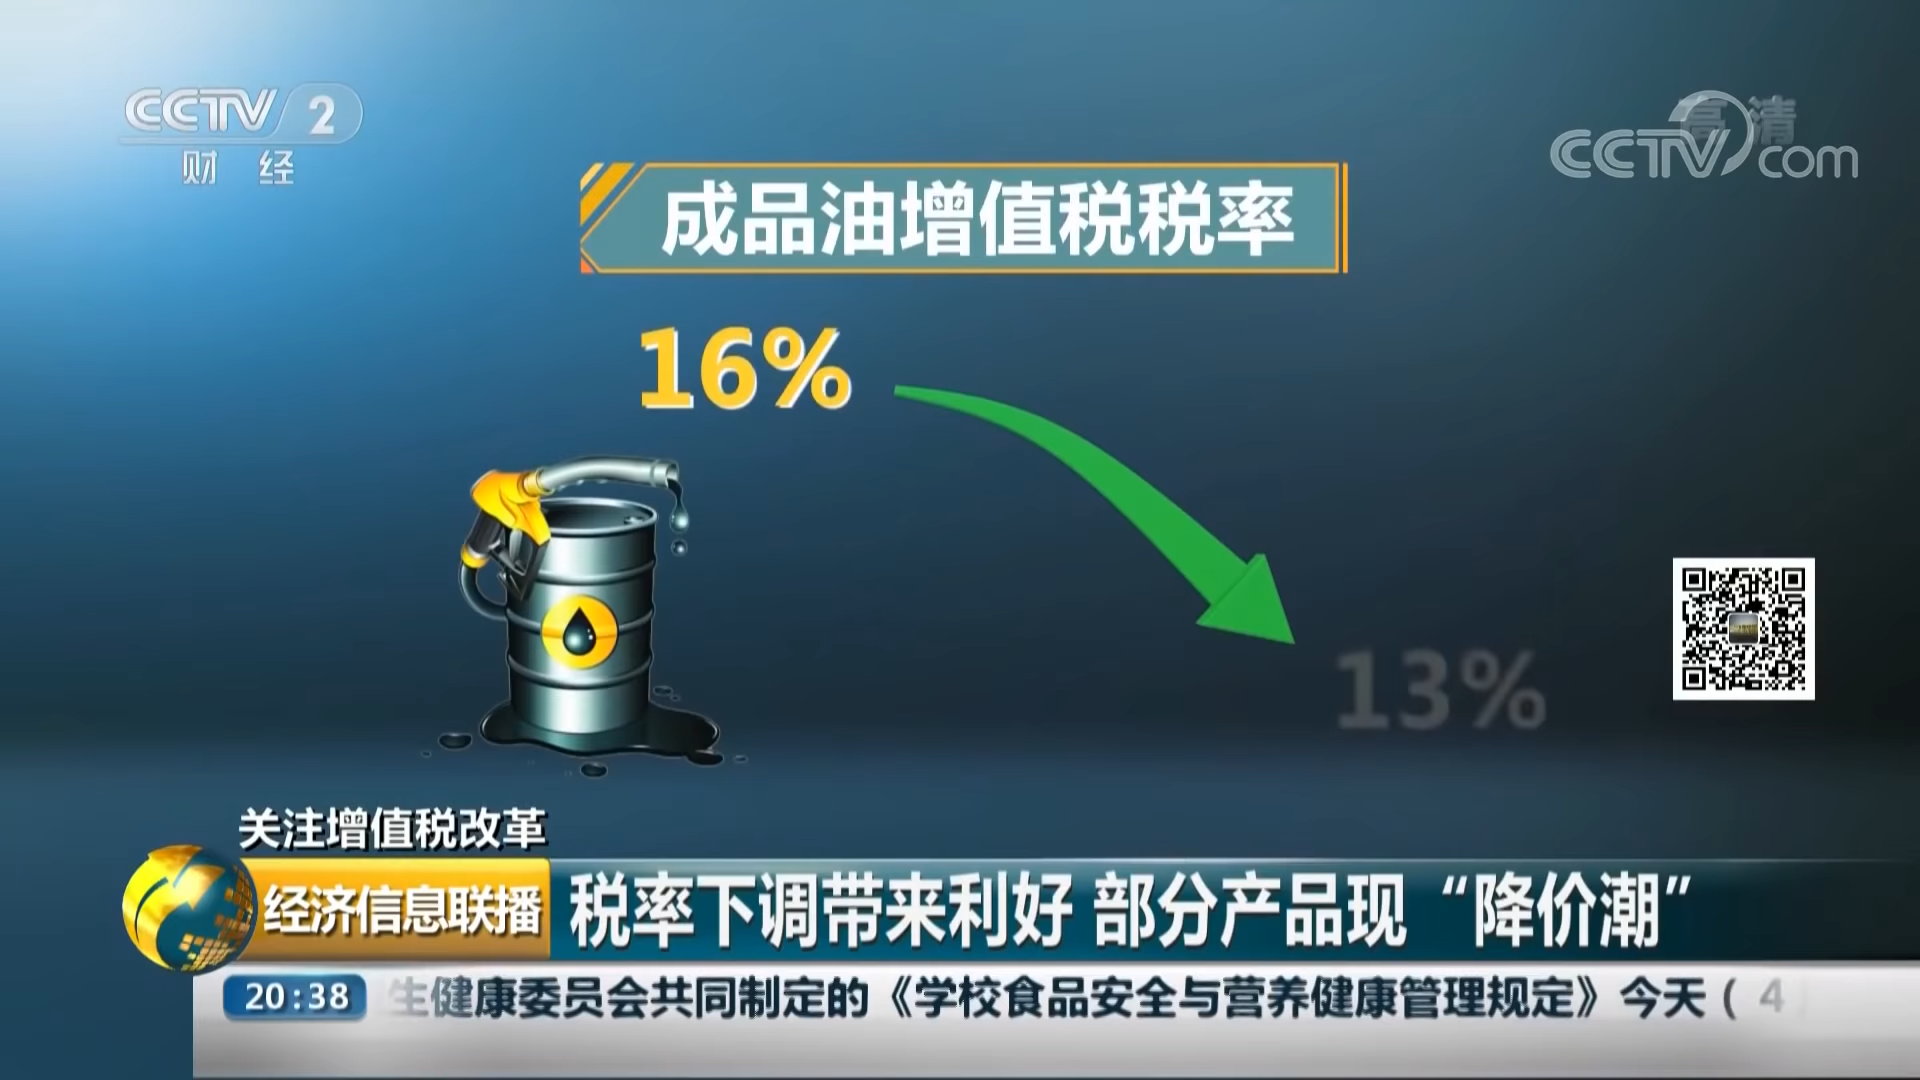 CCTV 2
财 经
高清
CCTV com
成品油增值税税率
16%
13%
关注增值税改革
经济信息联播
税率下调带来利好 部分产品现“降价潮”
20:38
生健康委员会共同制定的《学校食品安全与营养健康管理规定》今天（ 4